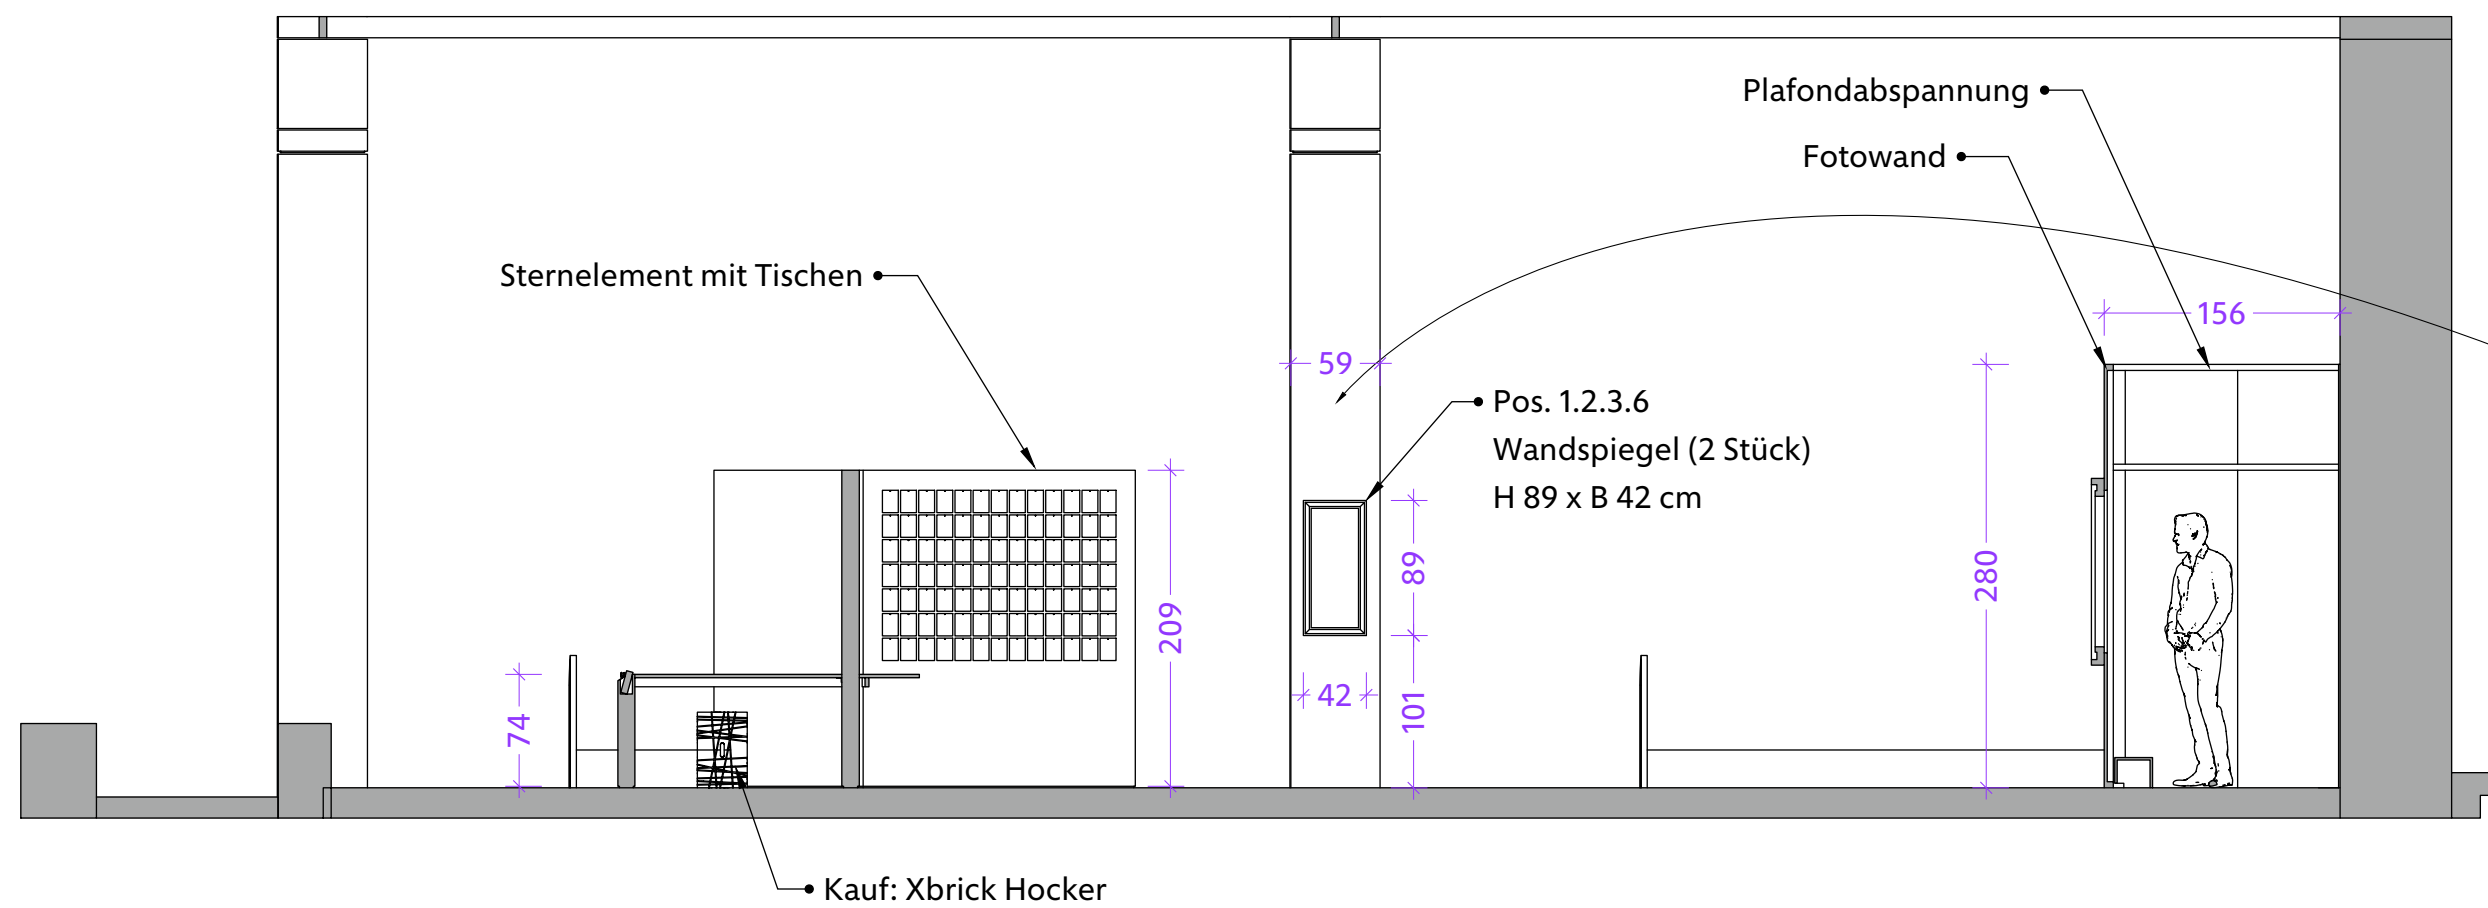 Plafondabspannung
Fotowand
Sternelement mit Tischen
156
59
Pos. 1.2.3.6
Wandspiegel (2 Stück)
H 89 x B 42 cm
89
280
209
42
101
74
Kauf: Xbrick Hocker